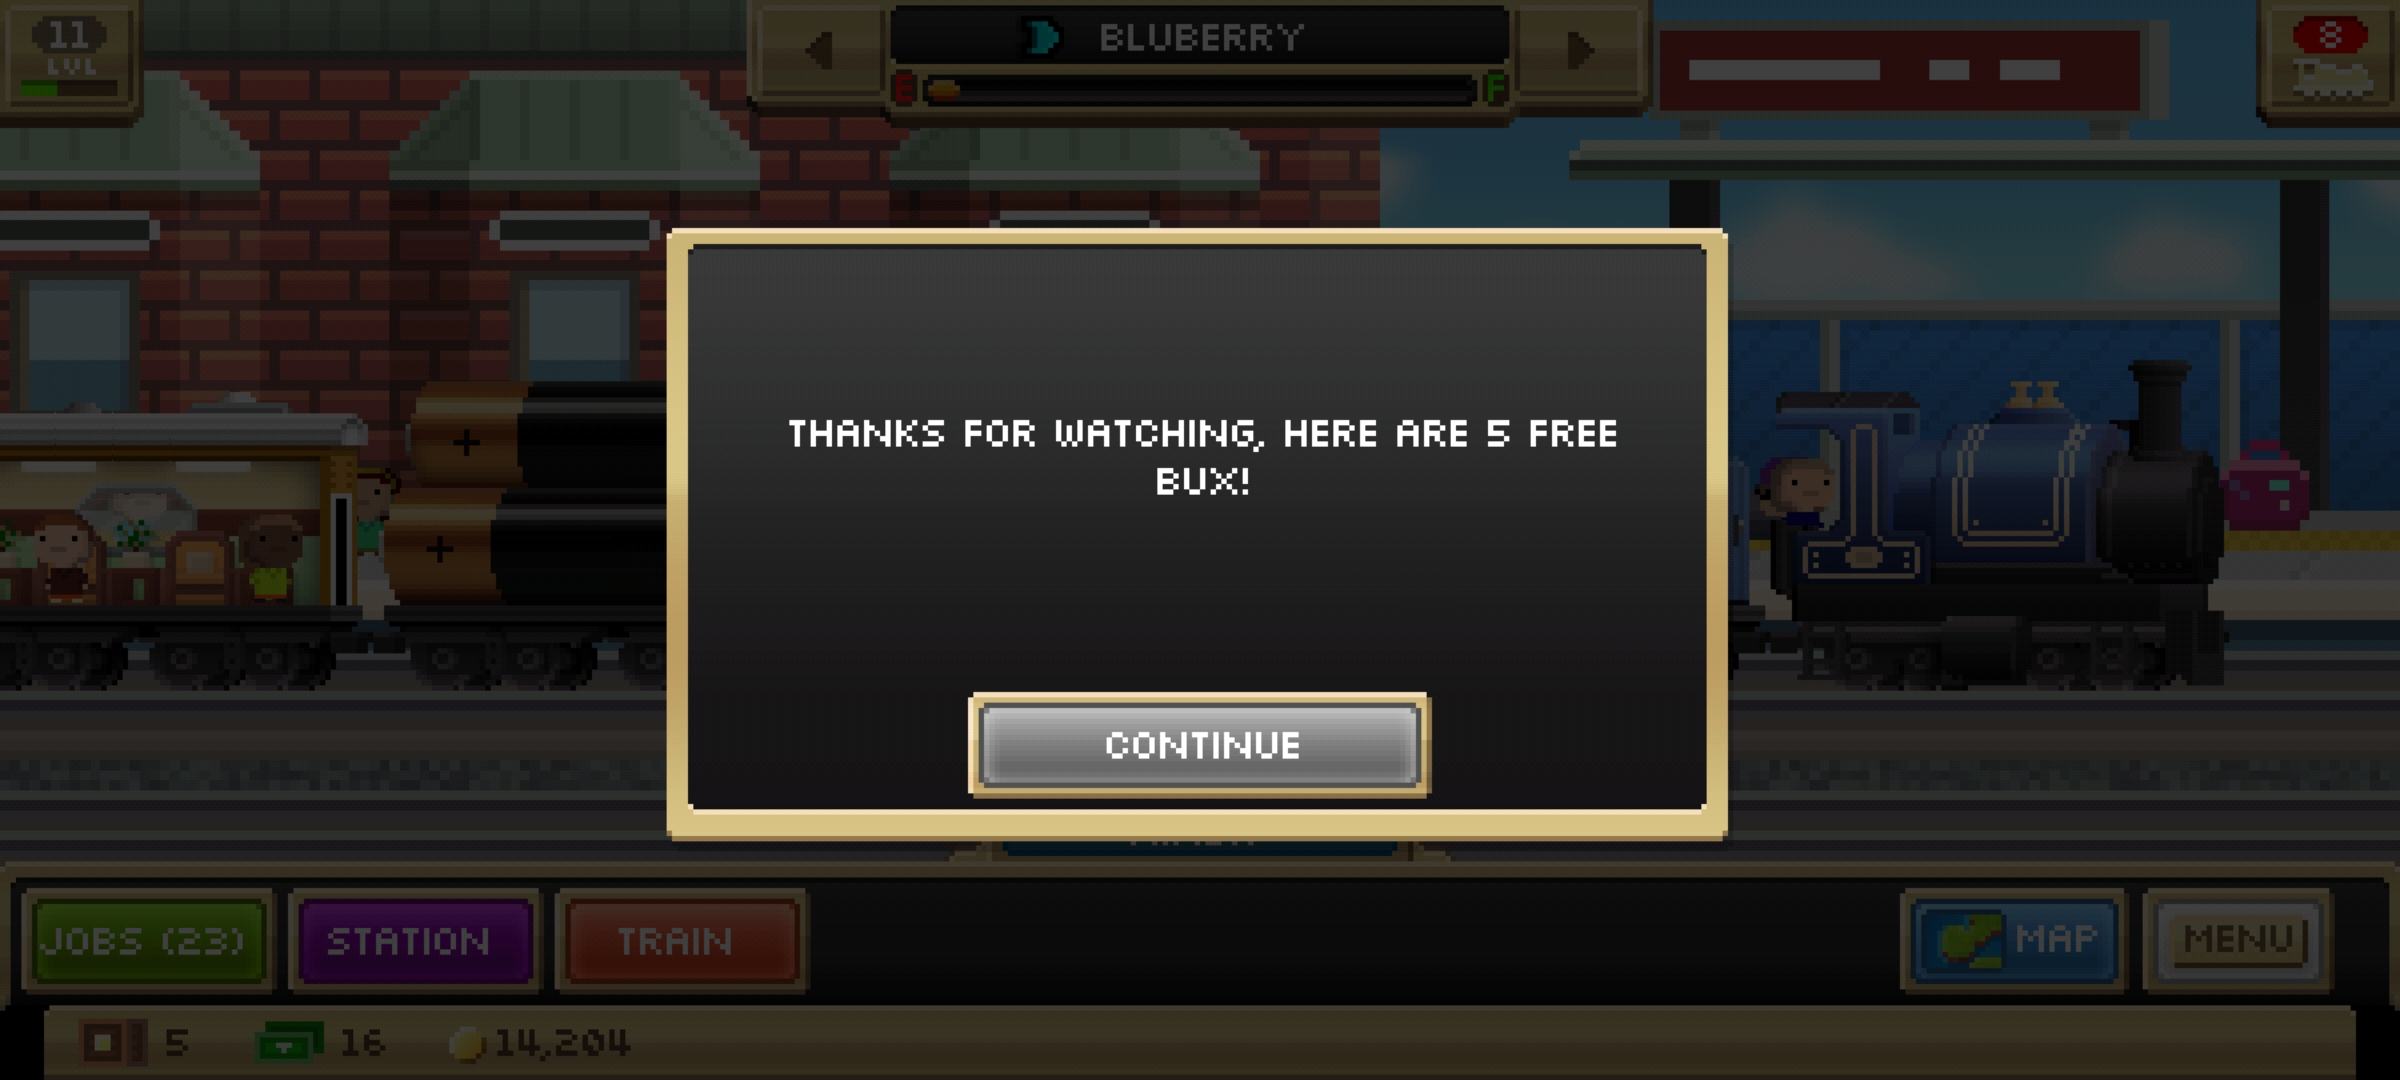 11
LVL
BLUBERRY
8
E
F
THANKS FOR WATCHING, HERE ARE 5 FREE
BUX!
CONTINUE
JOBS (23)
STATION
TRAIN
MAP
MENU
5
16
14,204